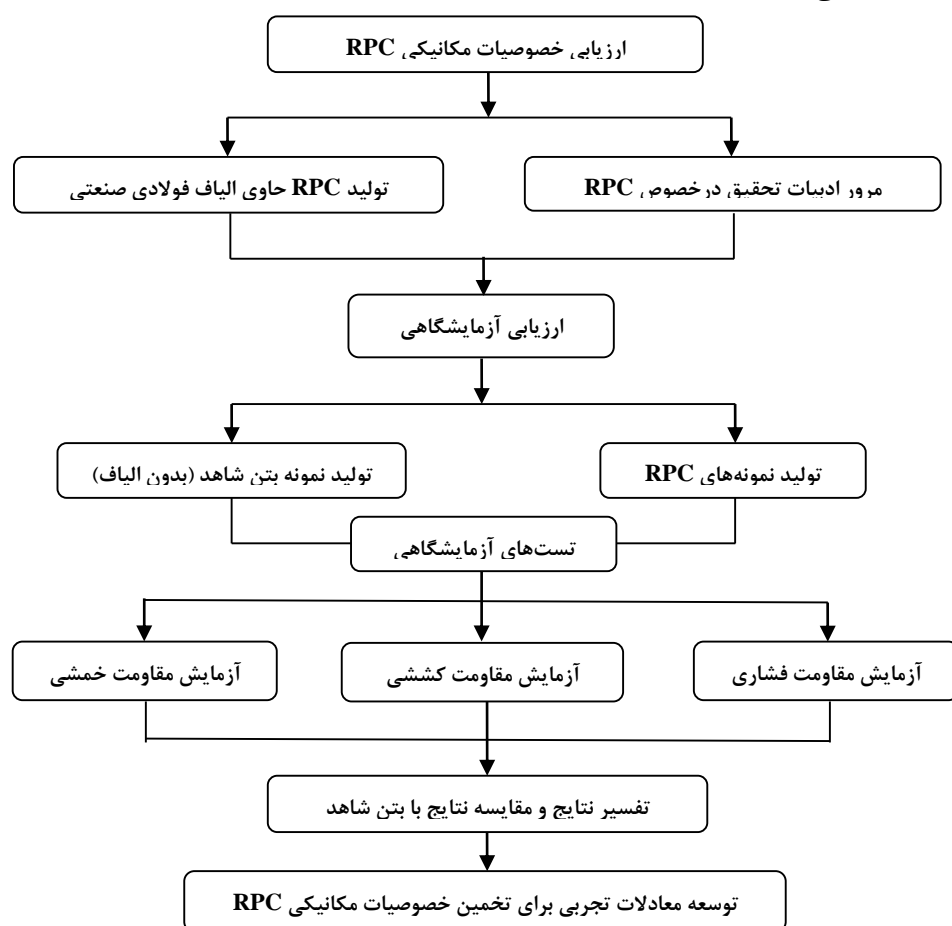 ارزیابی خصوصیات مکانیکی RPC
مرور ادبیات تحقیق درخصوص RPC
تولید RPC حاوی الیاف فولادی صنعتی
ارزیابی آزمایشگاهی
تولید نمونه‌های RPC
تولید نمونه بتن شاهد (بدون الیاف)
تست‌های آزمایشگاهی
آزمایش مقاومت فشاری
آزمایش مقاومت کششی
آزمایش مقاومت خمشی
تفسیر نتایج و مقایسه نتایج با بتن شاهد
توسعه معادلات تجربی برای تخمین خصوصیات مکانیکی RPC